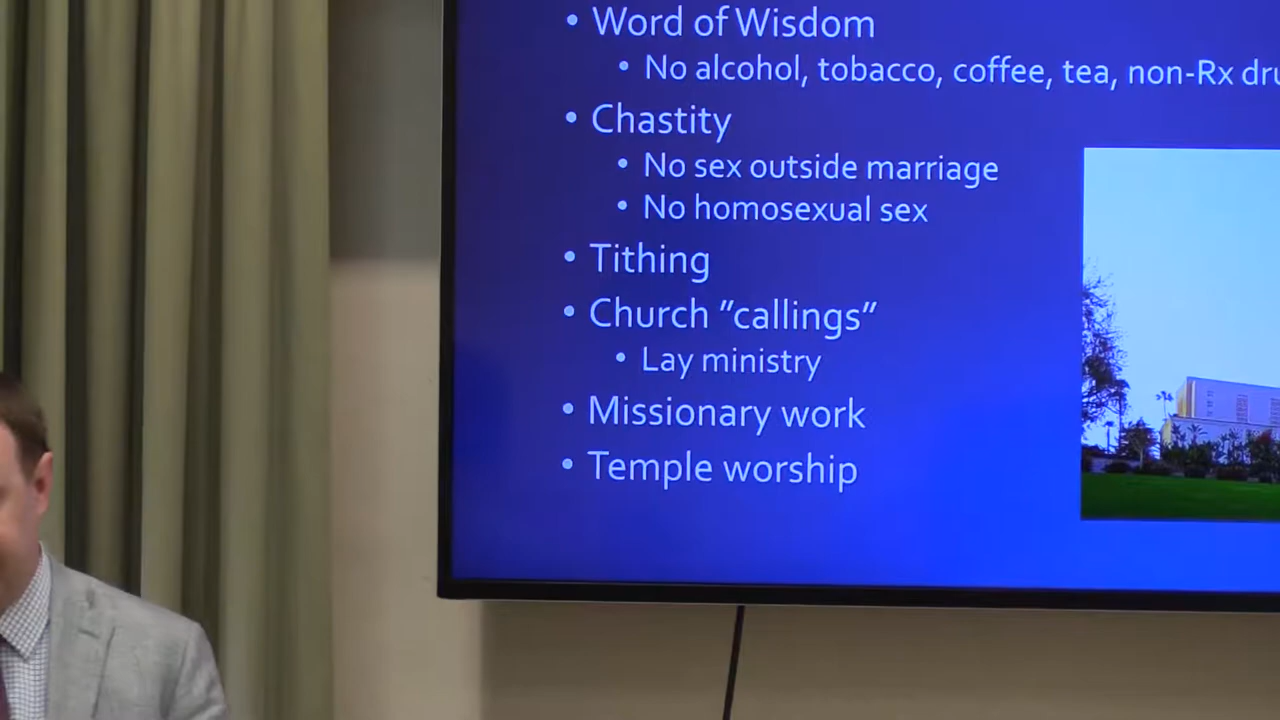 • Word of Wisdom
• No alcohol, tobacco, coffee, tea, non-Rx
• Chastity
• No sex outside marriage
• No homosexual sex
• Tithing
• Church "callings"
• Lay ministry
• Missionary work
• Temple worship